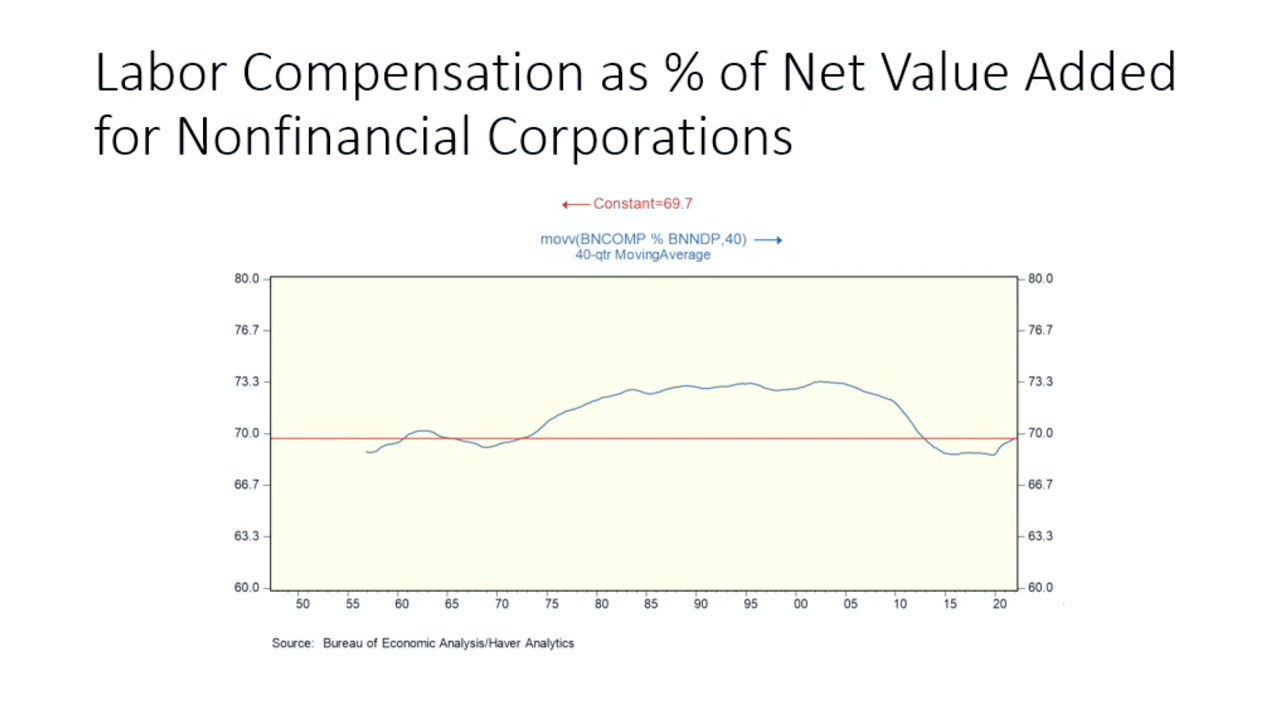 Labor Compensation as % of Net Value Added
for Nonfinancial Corporations
Constant=69.7
movv(BNCOMP % BNNDP,40)
40-qtr MovingAverage
80.0 80.0
76.7 76.7
73.3 73.3
70.0 70.0
66.7 66.7
63.3 63.3
60.0 60.0
50 55 60 65 70 75 80 85 90 95 00 05 10 15 20
Source: Bureau of Economic Analysis/Haver Analytics